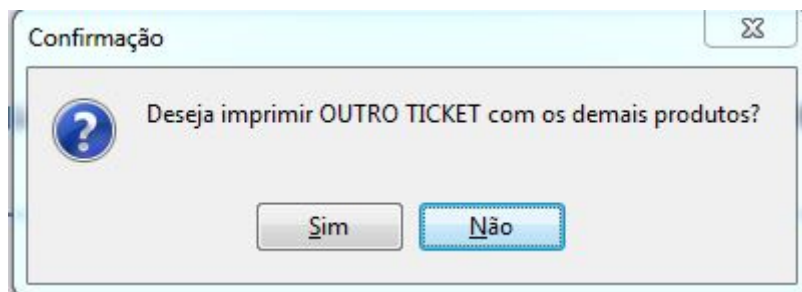 Confirmação
Deseja imprimir OUTRO TICKET com os demais produtos?
Sim
Não